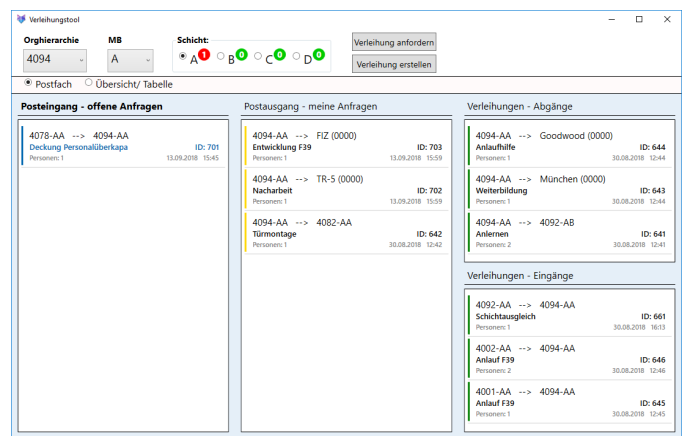 Verleihungstool
Orghierarchie MB Schicht:
4094 A A 1 B 0 C 0 D 0
Verleihung anfordern
Verleihung erstellen
Postfach Übersicht/ Tabelle
Posteingang - offene Anfragen
4078-AA --> 4094-AA
Deckung Personalüberkapa ID: 701
Personen: 1 13.09.2018 15:45
Postausgang - meine Anfragen
4094-AA --> FIZ (0000)
Entwicklung F39 ID: 703
Personen: 1 13.09.2018 15:59
4094-AA --> TR-5 (0000)
Nacharbeit ID: 702
Personen: 1 13.09.2018 15:59
4094-AA --> 4082-AA
Türmontage ID: 642
Personen: 1 30.08.2018 12:42
Verleihungen - Abgänge
4094-AA --> Goodwood (0000)
Anlaufhilfe ID: 644
Personen: 1 30.08.2018 12:44
4094-AA --> München (0000)
Weiterbildung ID: 643
Personen: 1 30.08.2018 12:44
4094-AA --> 4092-AB
Anlernen ID: 641
Personen: 2 30.08.2018 12:41
Verleihungen - Eingänge
4092-AA --> 4094-AA
Schichtausgleich ID: 661
Personen: 1 30.08.2018 16:13
4002-AA --> 4094-AA
Anlauf F39 ID: 646
Personen: 2 30.08.2018 12:46
4001-AA --> 4094-AA
Anlauf F39 ID: 645
Personen: 1 30.08.2018 12:45